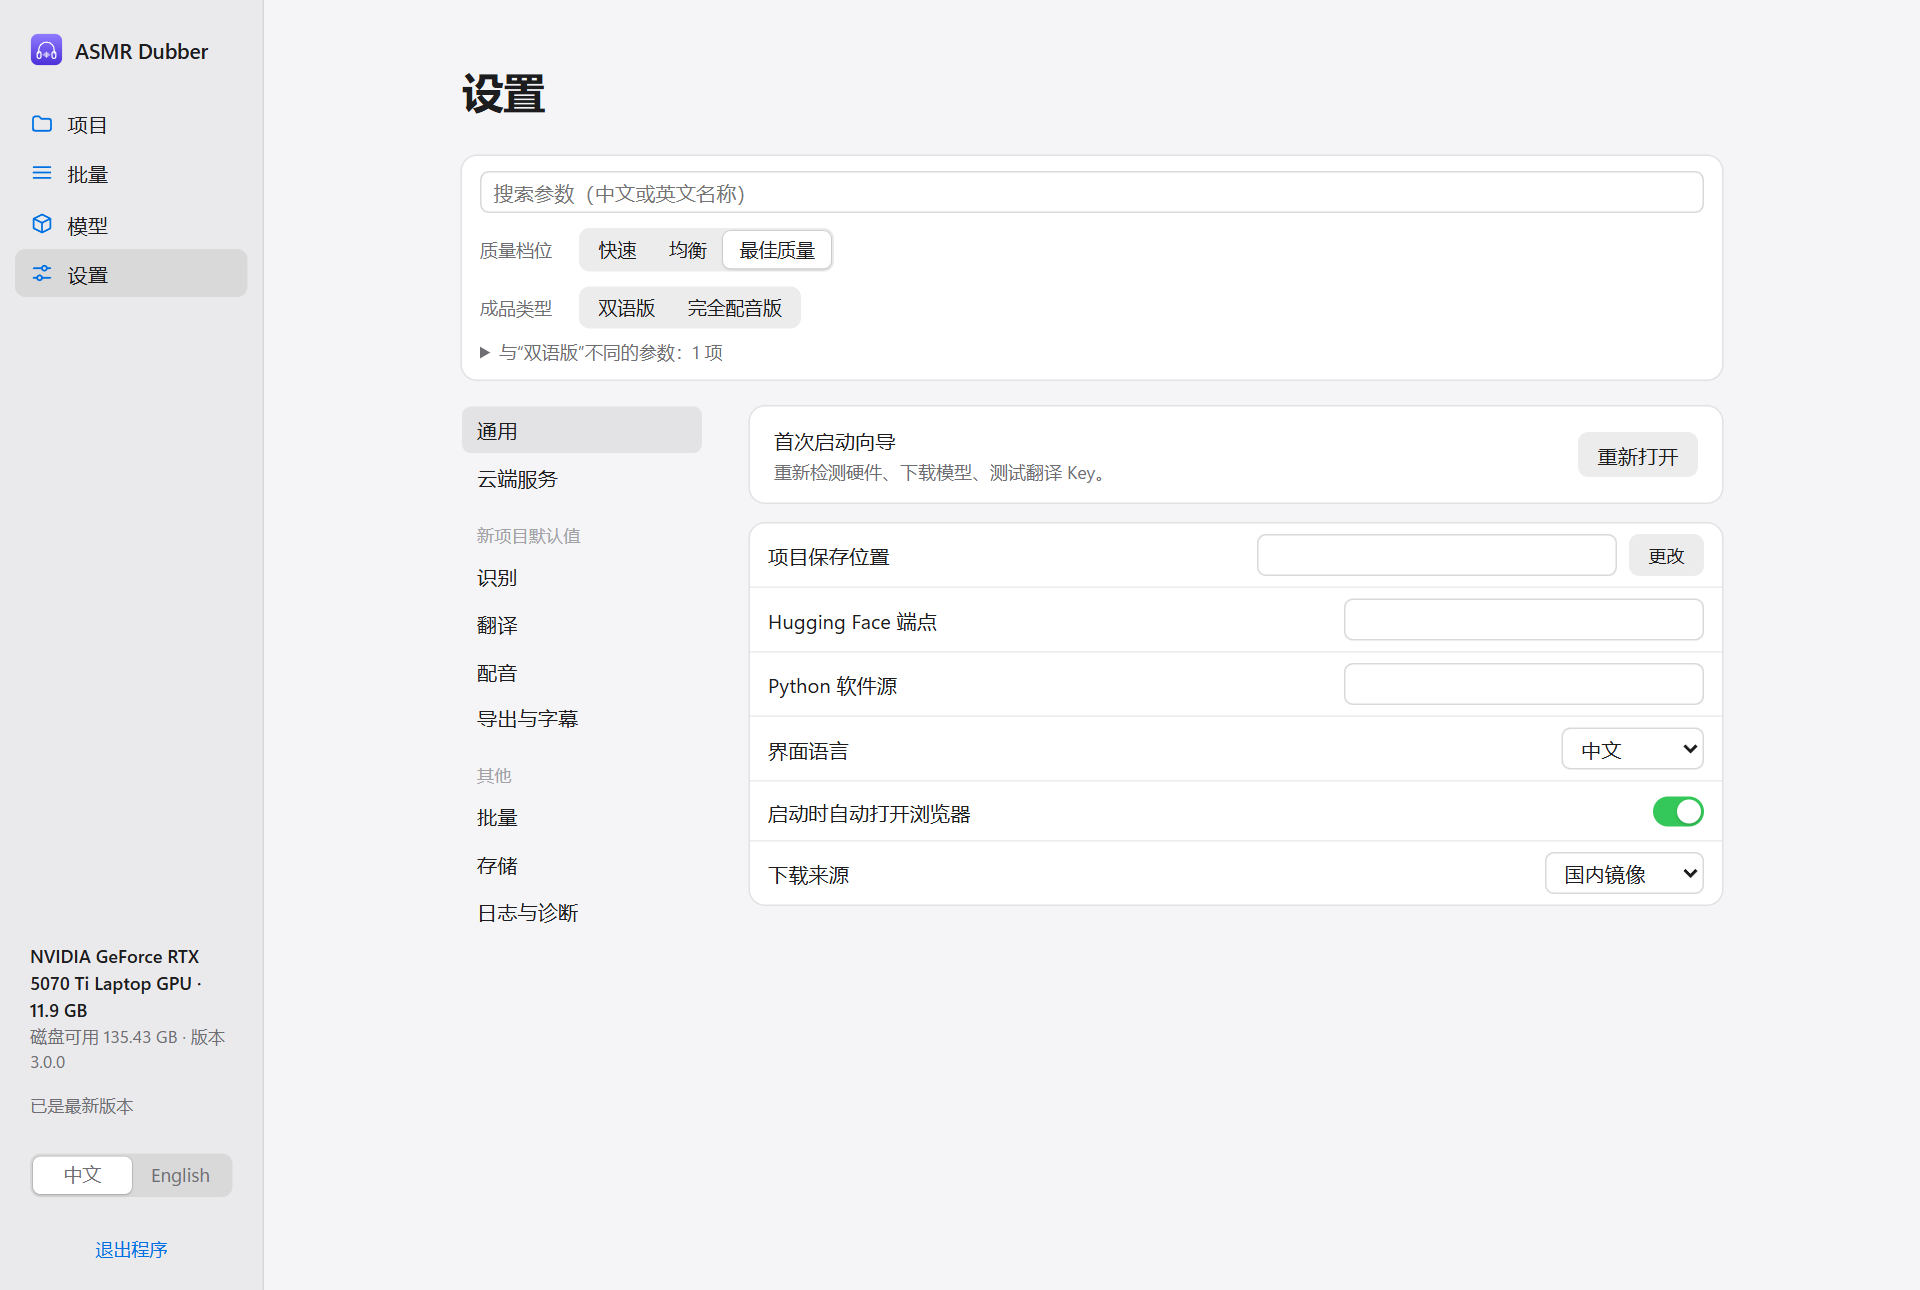 ASMR Dubber
项目
批量
模型
设置
NVIDIA GeForce RTX
5070 Ti Laptop GPU ·
11.9 GB
磁盘可用 135.43 GB · 版本
3.0.0
已是最新版本
中文 English
退出程序
设置
搜索参数（中文或英文名称）
质量档位 快速 均衡 最佳质量
成品类型 双语版 完全配音版
▶ 与“双语版”不同的参数：1 项
通用
云端服务
新项目默认值
识别
翻译
配音
导出与字幕
其他
批量
存储
日志与诊断
首次启动向导
重新检测硬件、下载模型、测试翻译 Key。
重新打开
项目保存位置 更改
Hugging Face 端点
Python 软件源
界面语言 中文
启动时自动打开浏览器
下载来源 国内镜像